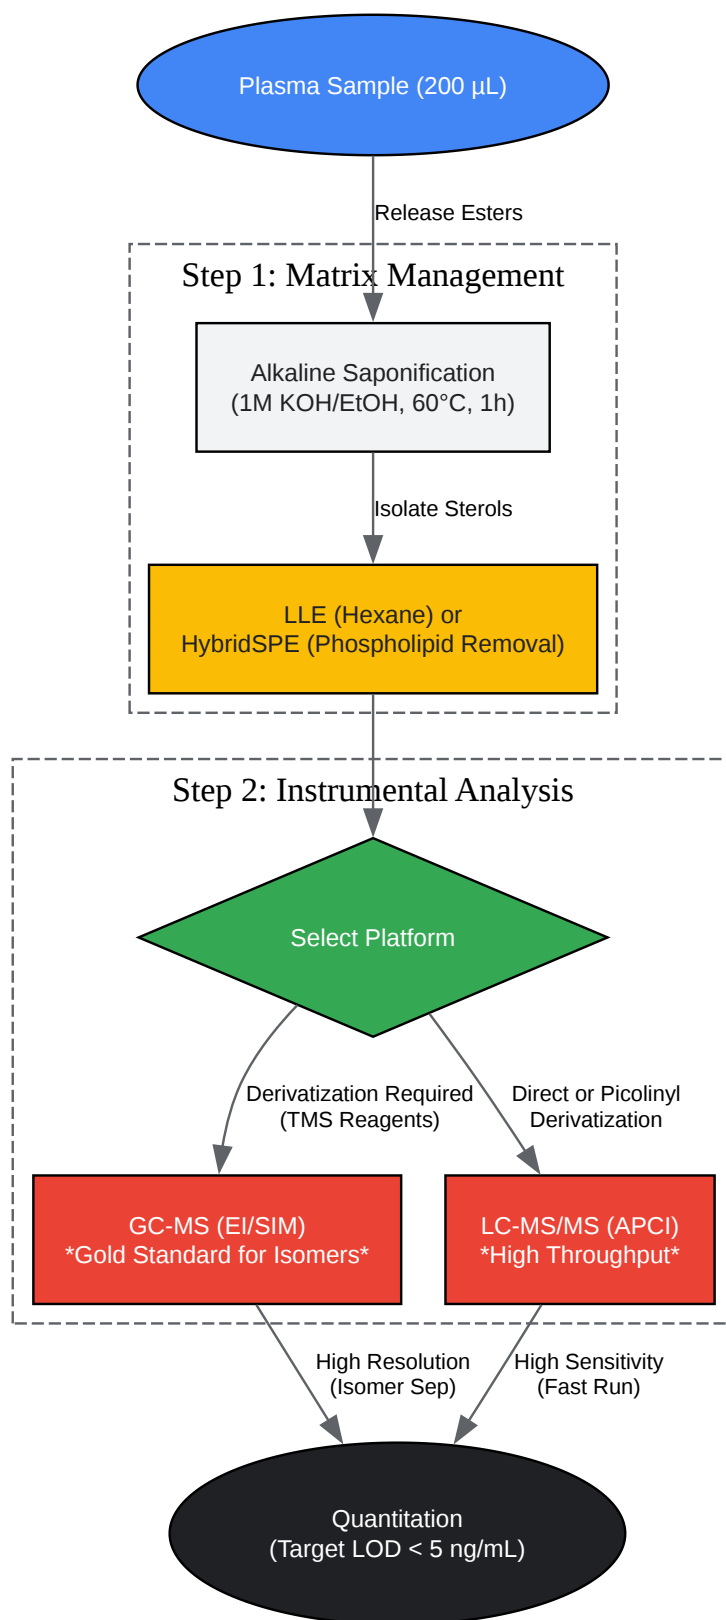 Plasma Sample (200 µL)
Release Esters
Step 1: Matrix Management
Alkaline Saponification
(1M KOH/EtOH, 60°C, 1h)
Isolate Sterols
LLE (Hexane) or
HybridSPE (Phospholipid Removal)
Step 2: Instrumental Analysis
Select Platform
Derivatization Required
(TMS Reagents)
Direct or Picolinyl
Derivatization
GC-MS (EI/SIM)
*Gold Standard for Isomers*
LC-MS/MS (APCI)
*High Throughput*
High Resolution
(Isomer Sep)
High Sensitivity
(Fast Run)
Quantitation
(Target LOD < 5 ng/mL)